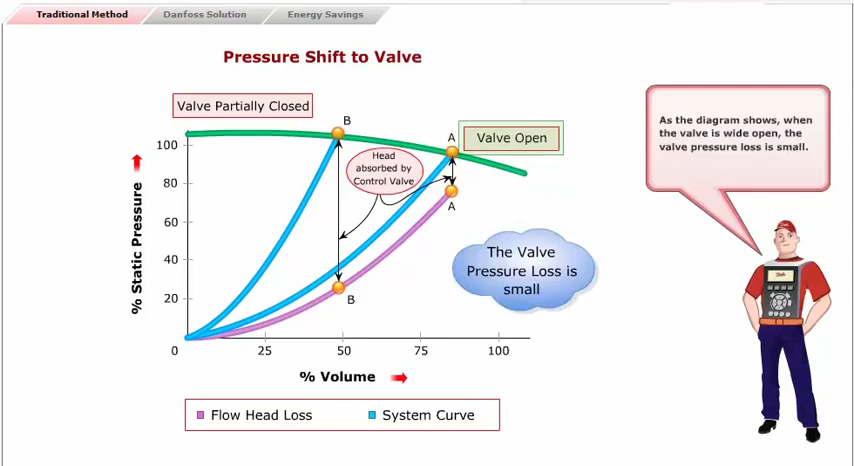 Traditional Method
Danfoss Solution
Energy Savings
Pressure Shift to Valve
Valve Partially Closed
B
A
Valve Open
Head
absorbed by
Control Valve
A
B
The Valve
Pressure Loss is
small
As the diagram shows, when
the valve is wide open, the
valve pressure loss is small.
% Static Pressure
100
80
60
40
20
0
25
50
75
100
% Volume
Flow Head Loss
System Curve